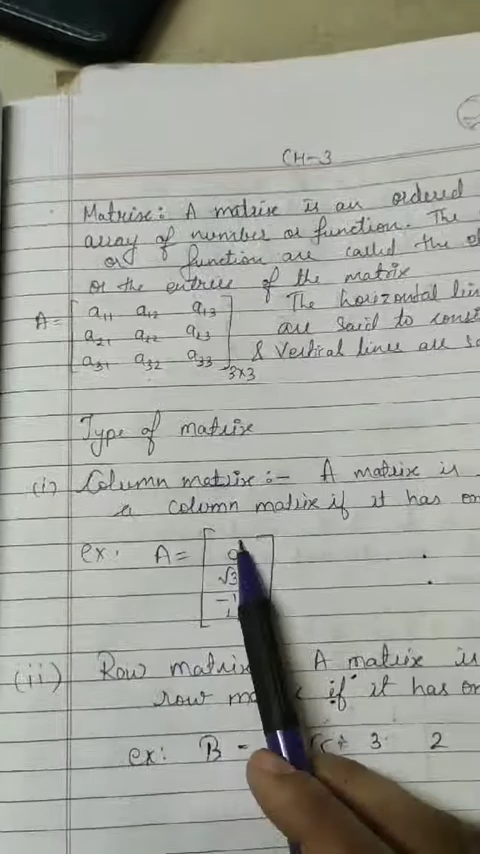 CH-3
Matrix: A matrix is an ordered
array of number or function. The
or function are called the
or the entries of the matrix
A = [ a11 a12 a13
a21 a22 a23
a31 a32 a33 ] 3×3
The horizontal
are said to
& Vertical lines are
Type of matrix
(i) Column matrix :- A matrix is
a column matrix if it has
ex: A = [ 0
√3
-1
(ii) Row matrix A matrix is
row if it has
ex: B = 3 2